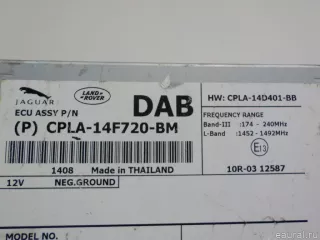 JAGUAR
LAND ROVER
DAB
ECU ASSY P/N
(P) CPLA-14F720-BM
1408 Made in THAILAND
12V NEG.GROUND
HW: CPLA-14D401-BB
FREQUENCY RANGE
Band-III :174 - 240MHz
L-Band :1452 - 1492MHz
E13
10R-03 12587
MODEL NO.
euauto.ru